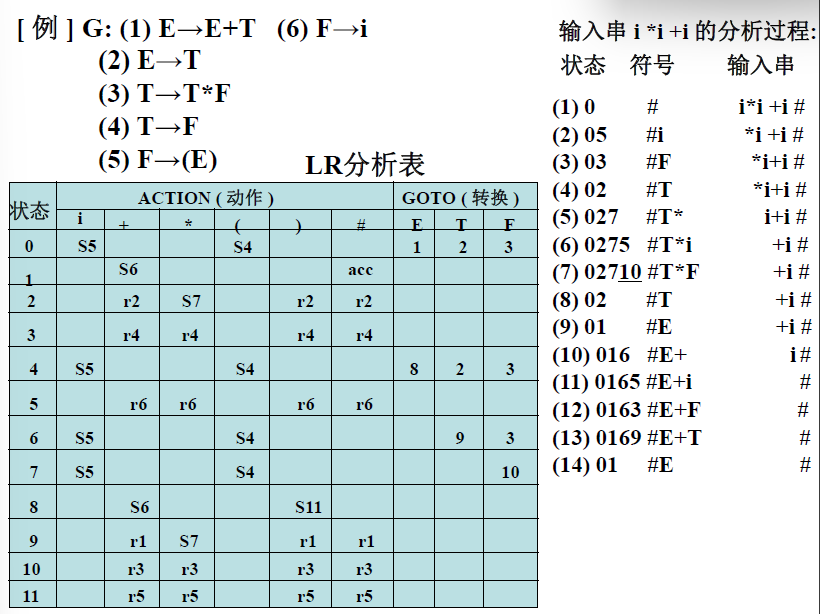 [ 例 ] G: (1) E→E+T (6) F→i
(2) E→T
(3) T→T*F
(4) T→F
(5) F→(E)
LR分析表
状态 ACTION ( 动作 ) GOTO ( 转换 )
i + * ( ) # E T F
0 S5 S4 1 2 3
1 S6 acc
2 r2 S7 r2 r2
3 r4 r4 r4 r4
4 S5 S4 8 2 3
5 r6 r6 r6 r6
6 S5 S4 9 3
7 S5 S4 10
8 S6 S11
9 r1 S7 r1 r1
10 r3 r3 r3 r3
11 r5 r5 r5 r5
输入串 i *i +i 的分析过程:
状态 符号 输入串
(1) 0 # i*i +i #
(2) 05 #i *i +i #
(3) 03 #F *i+i #
(4) 02 #T *i+i #
(5) 027 #T* i+i #
(6) 0275 #T*i +i #
(7) 02710 #T*F +i #
(8) 02 #T +i #
(9) 01 #E +i #
(10) 016 #E+ i#
(11) 0165 #E+i #
(12) 0163 #E+F #
(13) 0169 #E+T #
(14) 01 #E #